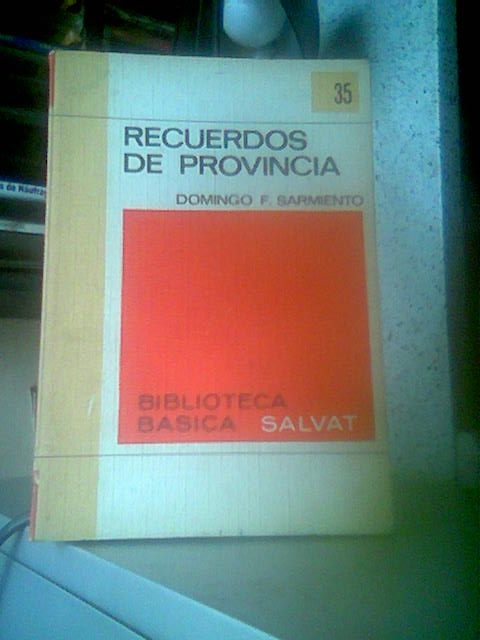 35
RECUERDOS
DE PROVINCIA
DOMINGO F. SARMIENTO
BIBLIOTECA
BASICA SALVAT